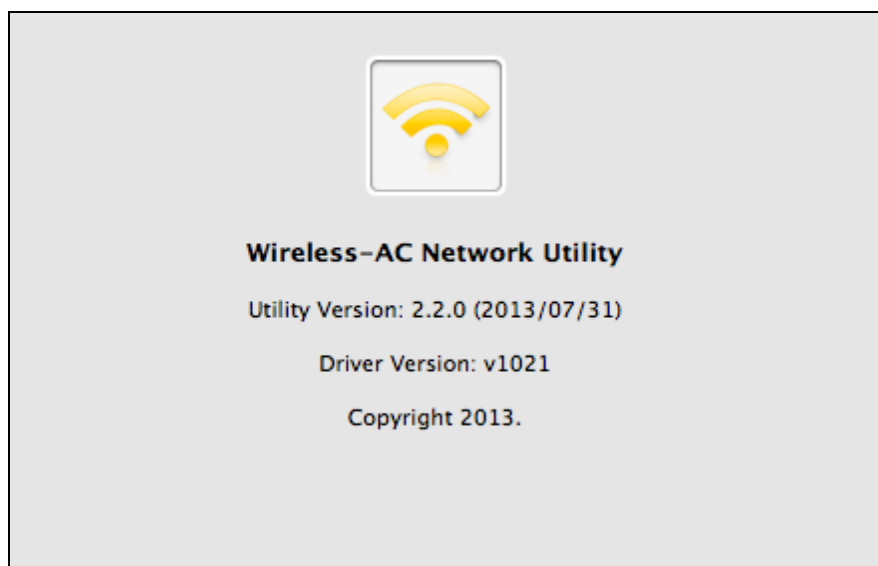 Wireless-AC Network Utility
Utility Version: 2.2.0 (2013/07/31)
Driver Version: v1021
Copyright 2013.